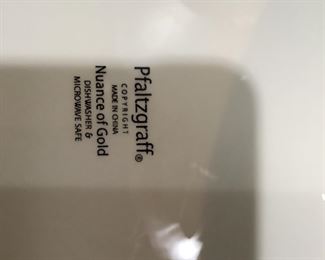 Pfaltzgraff®
COPYRIGHT
MADE IN CHINA
Nuance of Gold
DISHWASHER &
MICROWAVE SAFE